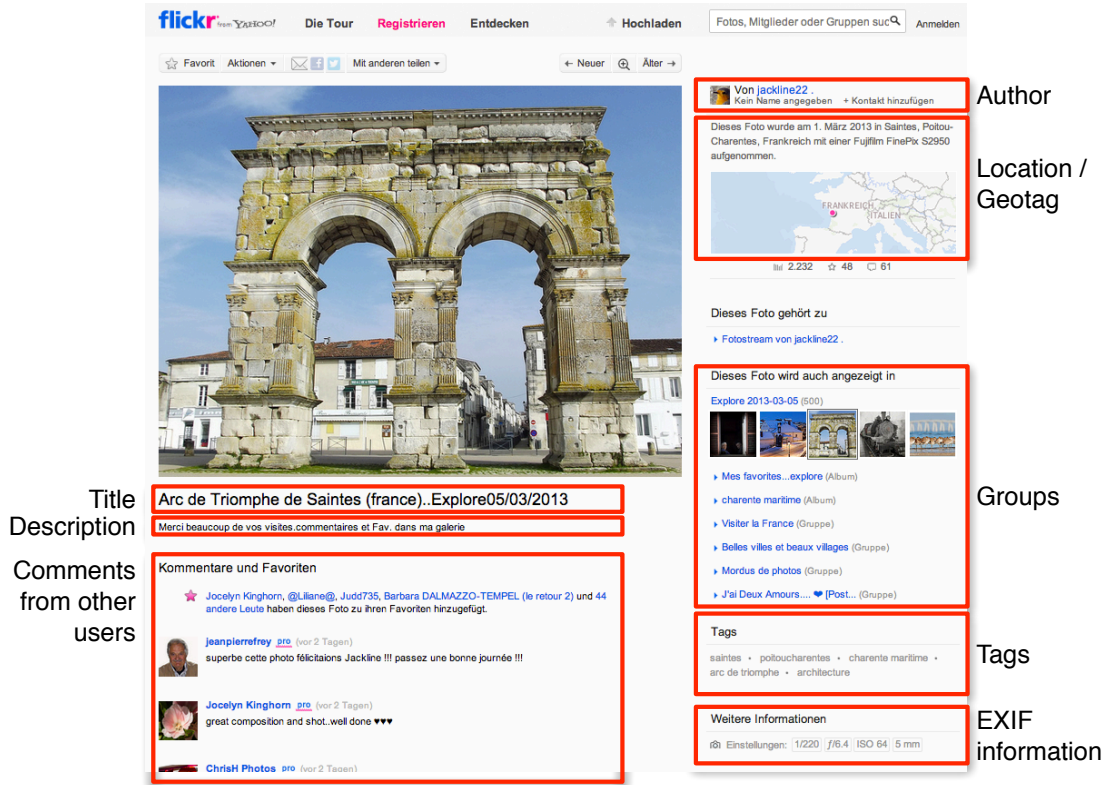 flickr from YAHOO!
Die Tour
Registrieren
Entdecken
Hochladen
Fotos, Mitglieder oder Gruppen suc
Anmelden
Favorit
Aktionen
Mit anderen teilen
← Neuer
Älter →
Von jackline22 .
Kein Name angegeben + Kontakt hinzufügen
Author
Dieses Foto wurde am 1. März 2013 in Saintes, Poitou-
Charentes, Frankreich mit einer Fujifilm FinePix S2950
aufgenommen.
FRANKREICH
ITALIEN
Location /
Geotag
2.232
48
61
Dieses Foto gehört zu
Fotostream von jackline22 .
Dieses Foto wird auch angezeigt in
Explore 2013-03-05 (500)
Mes favorites...explore (Album)
charente maritime (Album)
Visiter la France (Gruppe)
Belles villes et beaux villages (Gruppe)
Mordus de photos (Gruppe)
J'ai Deux Amours.... ❤ [Post... (Gruppe)
Groups
Title
Arc de Triomphe de Saintes (france)..Explore05/03/2013
Description
Merci beaucoup de vos visites.commentaires et Fav. dans ma galerie
Comments
from other
users
Kommentare und Favoriten
Jocelyn Kinghorn, @Liliane@, Judd735, Barbara DALMAZZO-TEMPEL (le retour 2) und 44
andere Leute haben dieses Foto zu ihren Favoriten hinzugefügt.
jeanpierrefrey pro (vor 2 Tagen)
superbe cette photo félicitaions Jackline !!! passez une bonne journée !!!
Jocelyn Kinghorn pro (vor 2 Tagen)
great composition and shot..well done ♥♥♥
ChrisH Photos pro (vor 2 Tagen)
Tags
saintes • poitoucharentes • charente maritime •
arc de triomphe • architecture
Tags
Weitere Informationen
Einstellungen: 1/220 ƒ/6.4 ISO 64 5 mm
EXIF
information